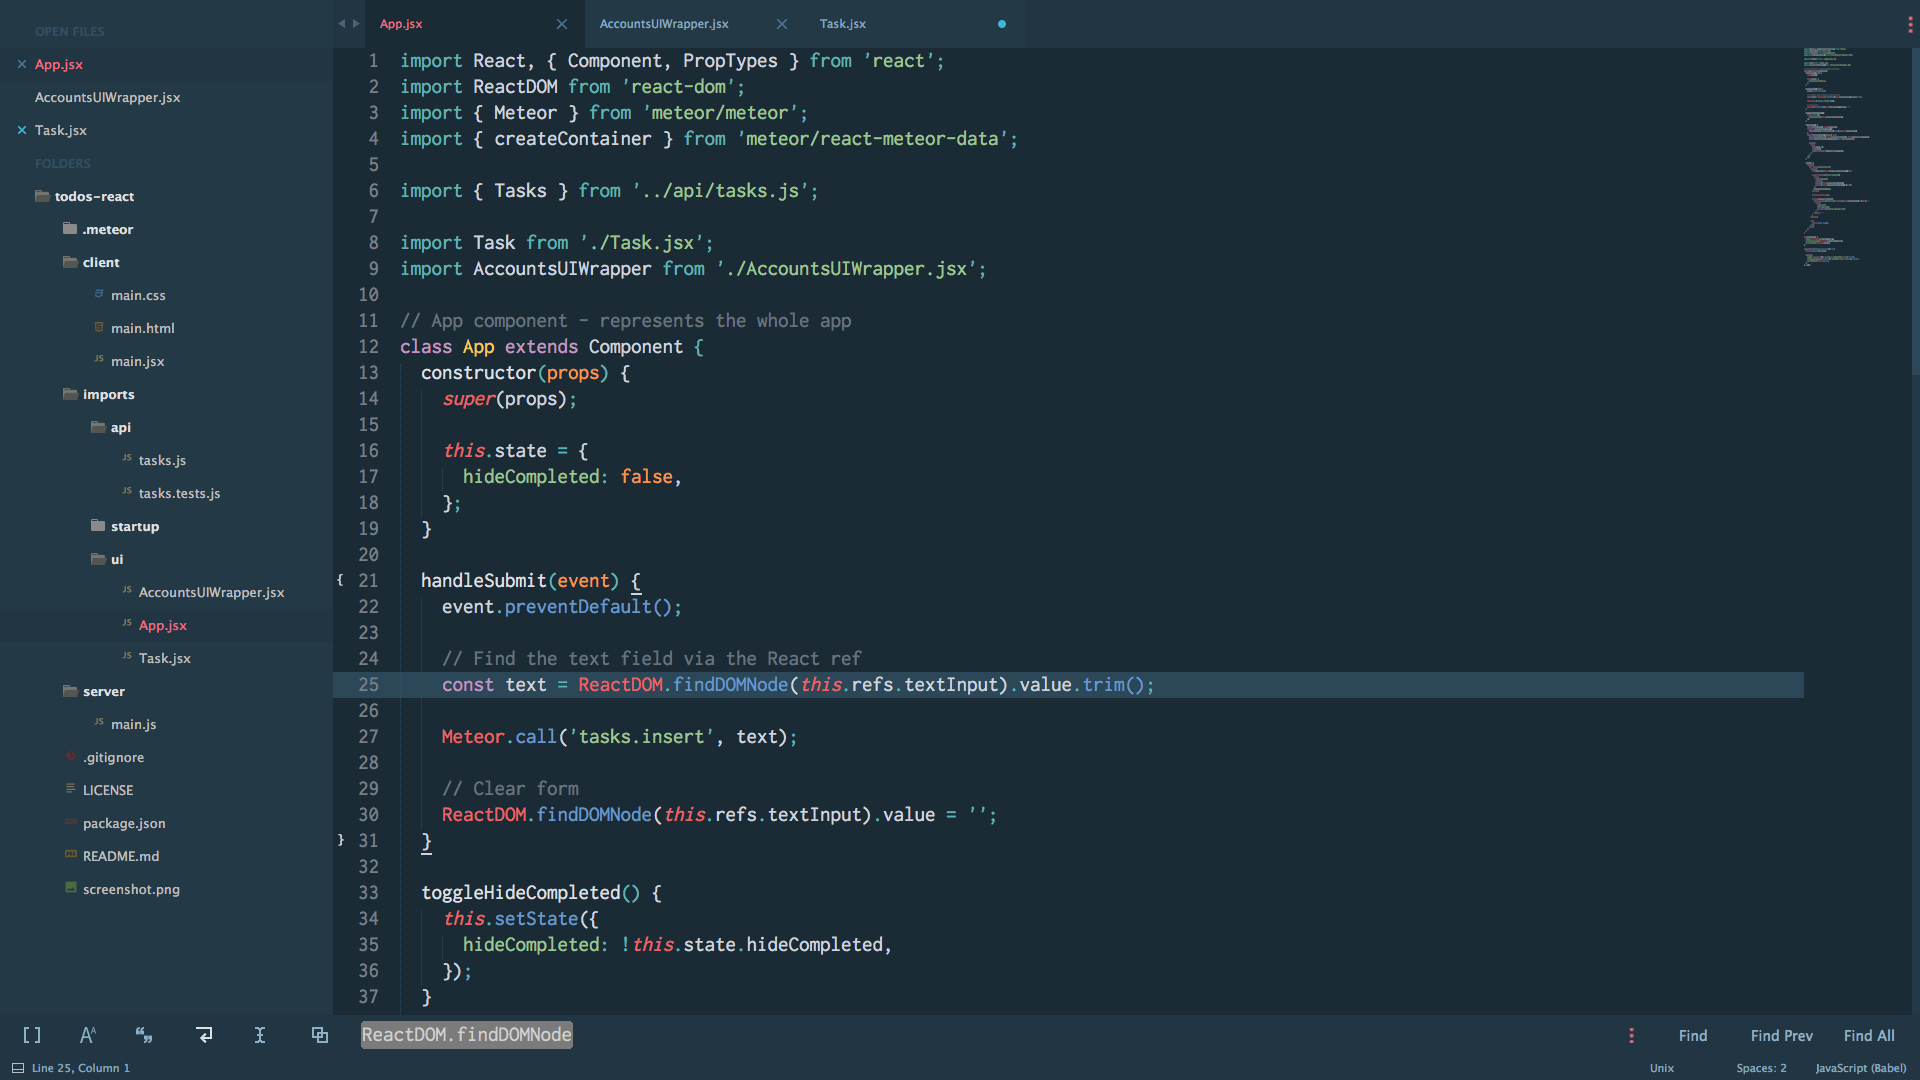 OPEN FILES
App.jsx
AccountsUIWrapper.jsx
Task.jsx
FOLDERS
todos-react
.meteor
client
main.css
main.html
JS main.jsx
imports
api
JS tasks.js
JS tasks.tests.js
startup
ui
JS AccountsUIWrapper.jsx
JS App.jsx
JS Task.jsx
server
JS main.js
.gitignore
LICENSE
package.json
README.md
screenshot.png
App.jsx AccountsUIWrapper.jsx Task.jsx
1 import React, { Component, PropTypes } from 'react';
2 import ReactDOM from 'react-dom';
3 import { Meteor } from 'meteor/meteor';
4 import { createContainer } from 'meteor/react-meteor-data';
5
6 import { Tasks } from '../api/tasks.js';
7
8 import Task from './Task.jsx';
9 import AccountsUIWrapper from './AccountsUIWrapper.jsx';
10
11 // App component - represents the whole app
12 class App extends Component {
13   constructor(props) {
14     super(props);
15
16     this.state = {
17       hideCompleted: false,
18     };
19   }
20
{ 21   handleSubmit(event) {
22     event.preventDefault();
23
24     // Find the text field via the React ref
25     const text = ReactDOM.findDOMNode(this.refs.textInput).value.trim();
26
27     Meteor.call('tasks.insert', text);
28
29     // Clear form
30     ReactDOM.findDOMNode(this.refs.textInput).value = '';
} 31   }
32
33   toggleHideCompleted() {
34     this.setState({
35       hideCompleted: !this.state.hideCompleted,
36     });
37   }
ReactDOM.findDOMNode Find Find Prev Find All
Line 25, Column 1 Unix Spaces: 2 JavaScript (Babel)